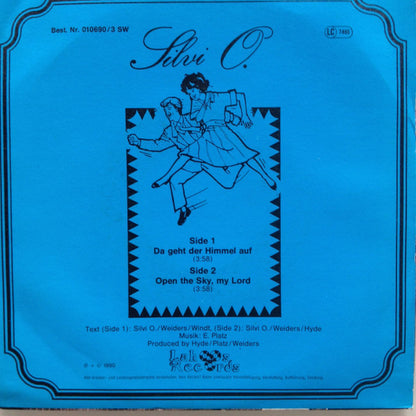 Best. Nr. 010690/3 SW
LC 7495
Silvi O.
Side 1
Da geht der Himmel auf
(3:58)
Side 2
Open the Sky, my Lord
(3:58)
Text (Side 1): Silvi O./Weiders/Windt, (Side 2): Silvi O./Weiders/Hyde
Musik: E. Platz
Produced by Hyde/Platz/Weiders
Records